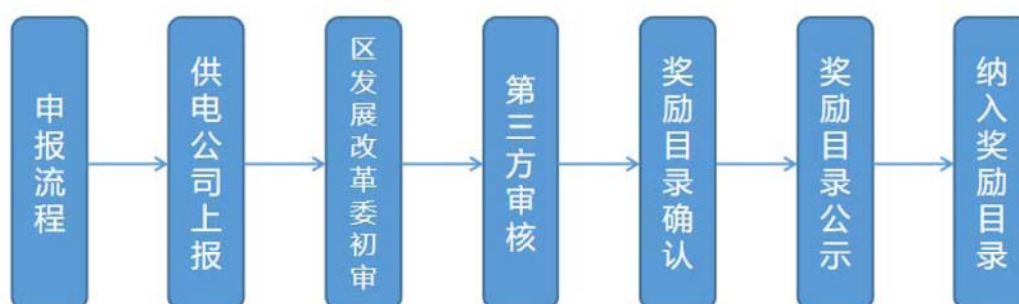 申报流程
供电公司上报
区发展改革委初审
第三方审核
奖励目录确认
奖励目录公示
纳入奖励目录